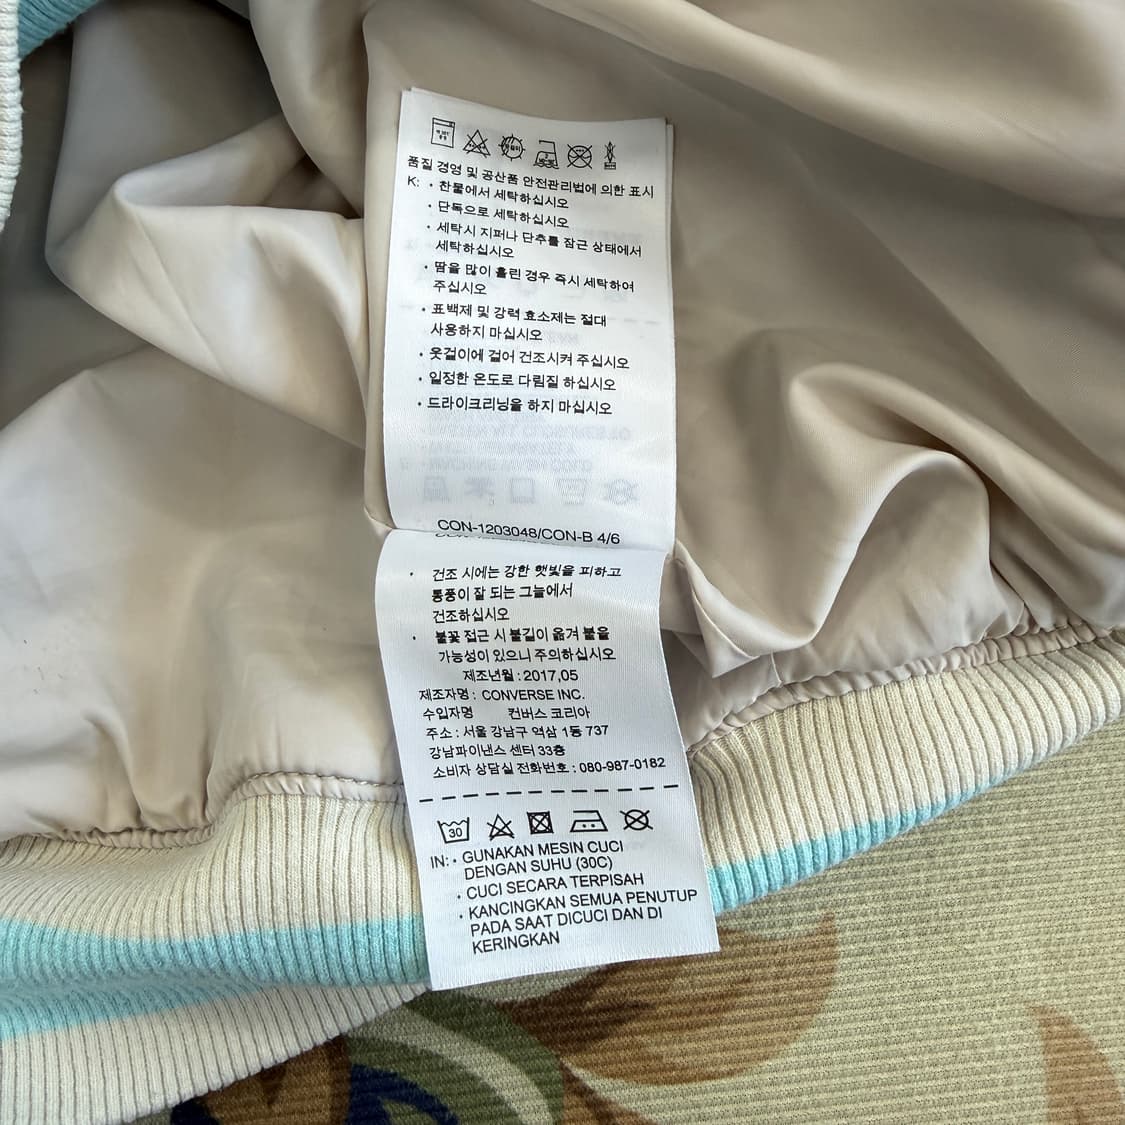 품질 경영 및 공산품 안전관리법에 의한 표시
K: • 찬물에서 세탁하십시오
• 단독으로 세탁하십시오
• 세탁시 지퍼나 단추를 잠근 상태에서
세탁하십시오
• 땀을 많이 흘린 경우 즉시 세탁하여
주십시오
• 표백제 및 강력 효소제는 절대
사용하지 마십시오
• 옷걸이에 걸어 건조시켜 주십시오
• 일정한 온도로 다림질 하십시오
• 드라이크리닝을 하지 마십시오
CON-1203048/CON-B 4/6
• 건조 시에는 강한 햇빛을 피하고
통풍이 잘 되는 그늘에서
건조하십시오
• 불꽃 접근 시 불길이 옮겨 붙을
가능성이 있으니 주의하십시오
제조년월 : 2017,05
제조자명 : CONVERSE INC.
수입자명 컨버스 코리아
주소 : 서울 강남구 역삼 1동 737
강남파이낸스 센터 33층
소비자 상담실 전화번호 : 080-987-0182
30
IN: • GUNAKAN MESIN CUCI
DENGAN SUHU (30C)
• CUCI SECARA TERPISAH
• KANCINGKAN SEMUA PENUTUP
PADA SAAT DICUCI DAN DI
KERINGKAN